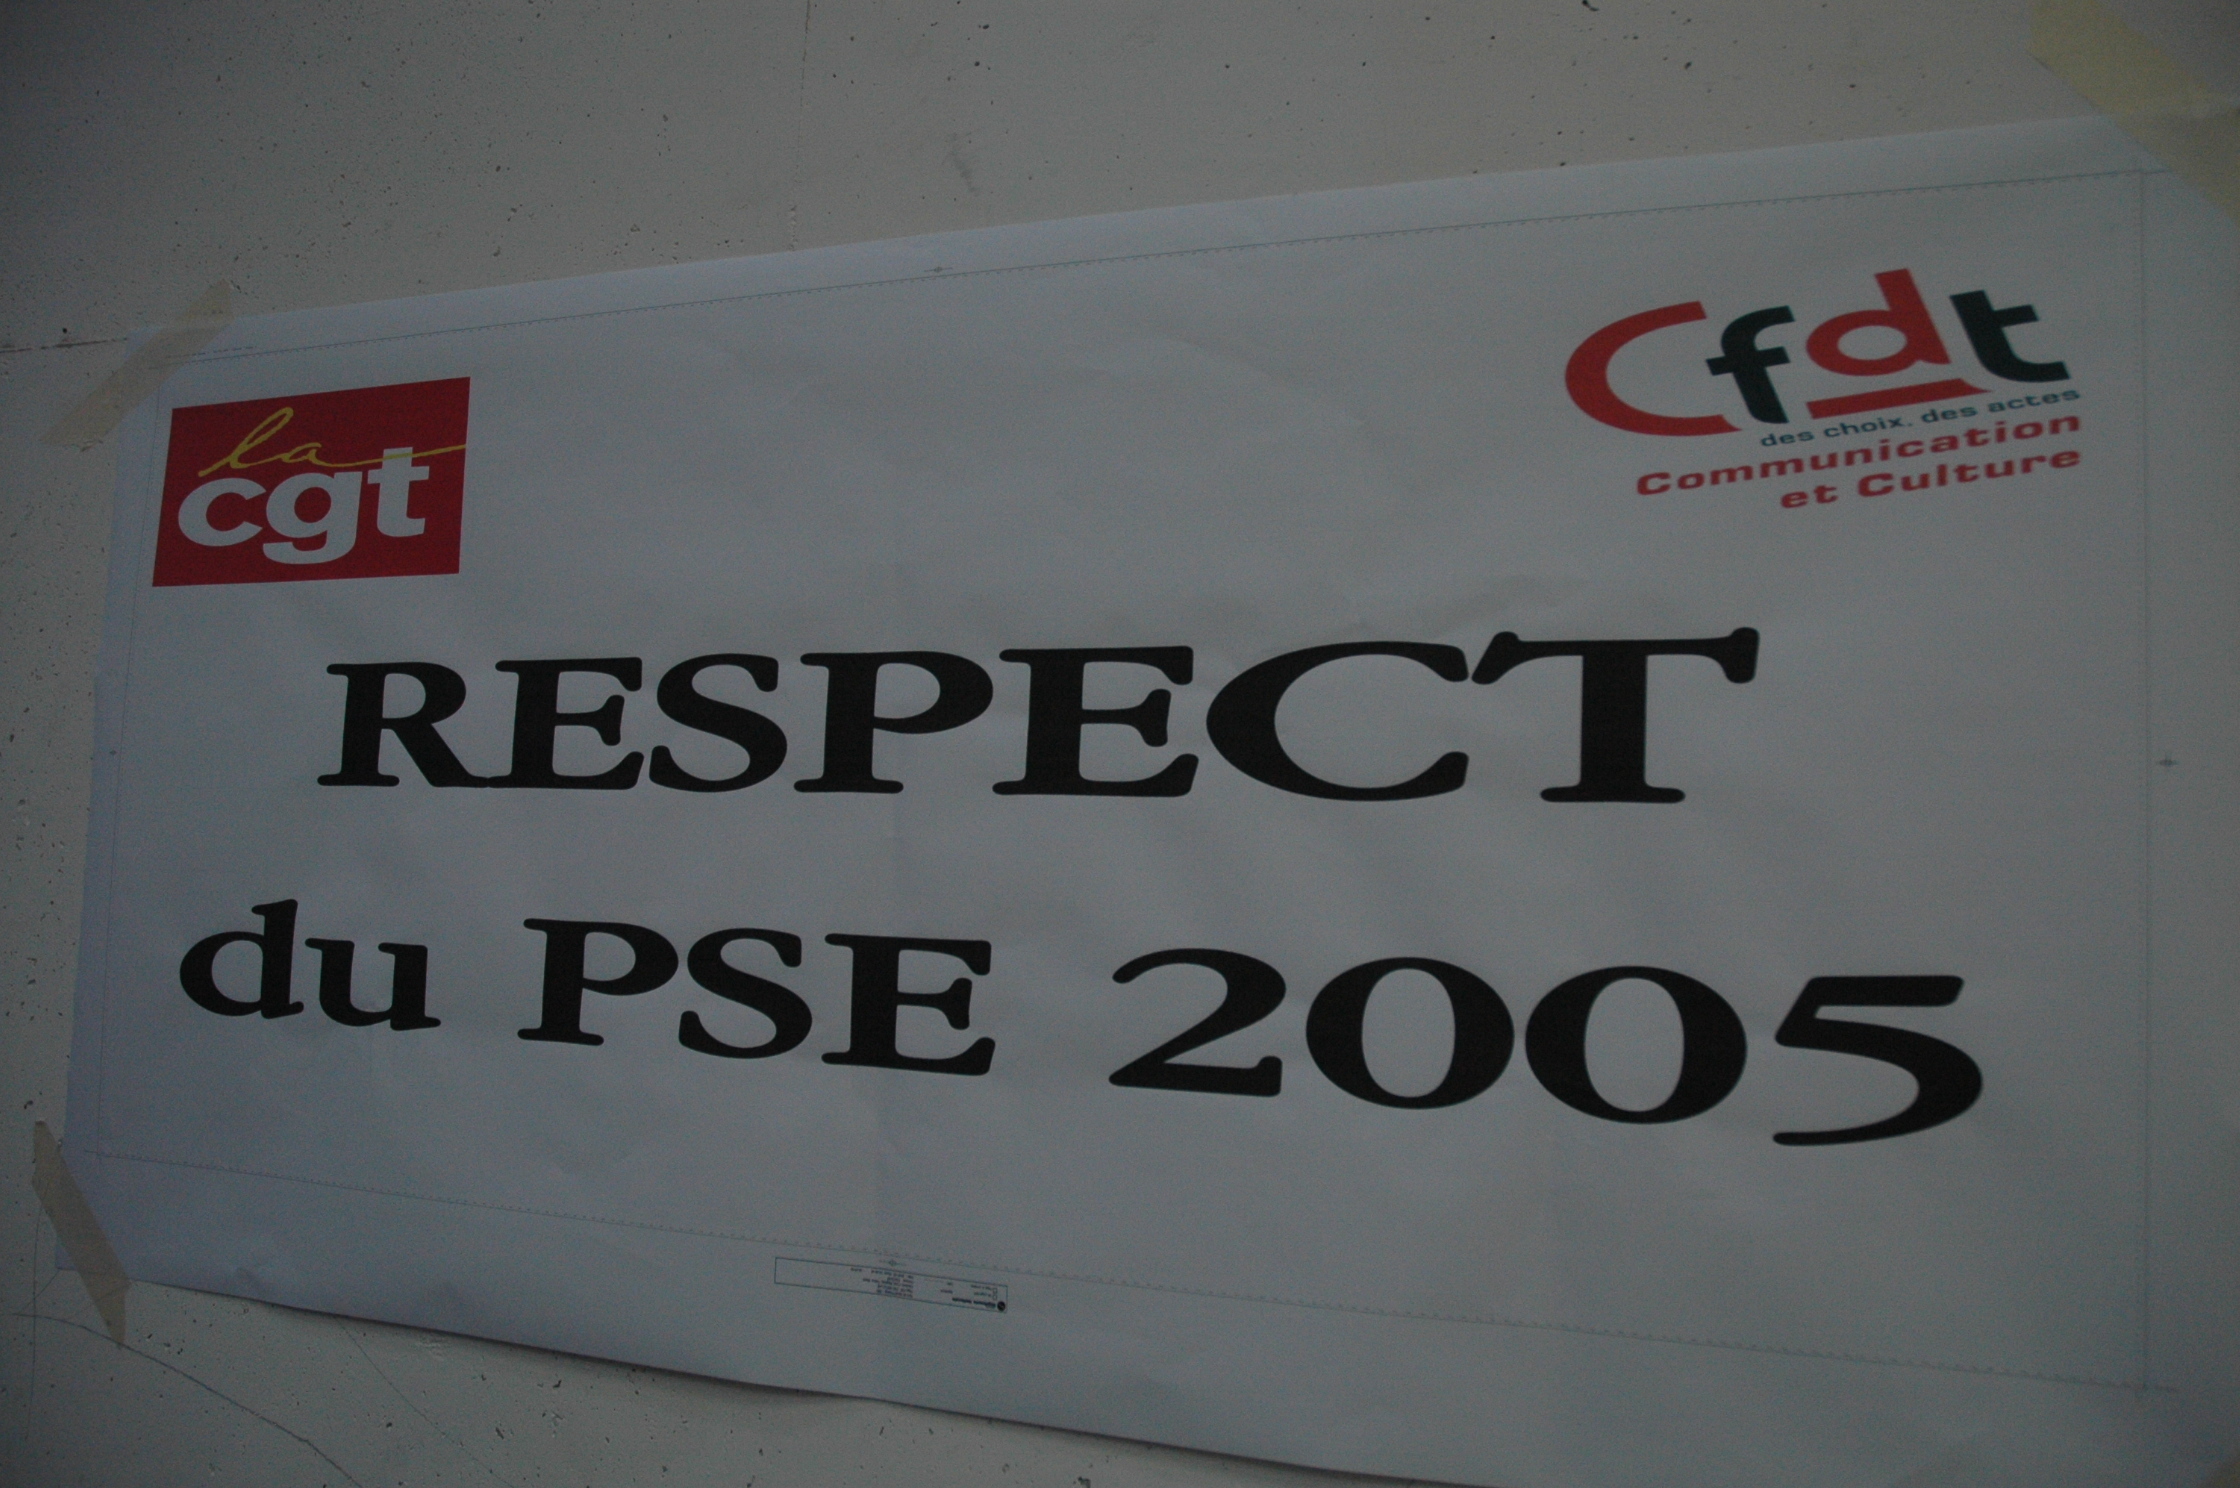 la
cgt
Cfdt
des choix. des actes
Communication
et Culture
RESPECT
du PSE 2005